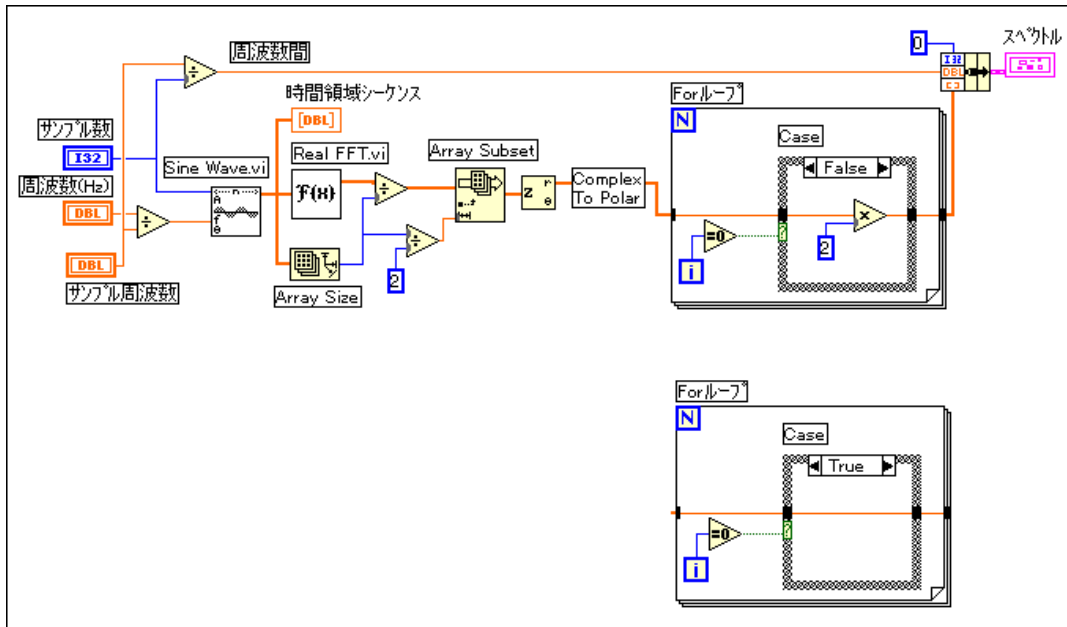 周波数間
スペクトル
0
I32
DBL
[ ]
時間領域シーケンス
[DBL]
Forループ
N
サンプル数
I32
Sine Wave.vi
Real FFT.vi
F(x)
Array Subset
Case
False
周波数(Hz)
DBL
Complex
To Polar
Z
r
θ
=0
?
×
2
i
DBL
サンプル周波数
Array Size
2
Forループ
N
Case
True
=0
?
i